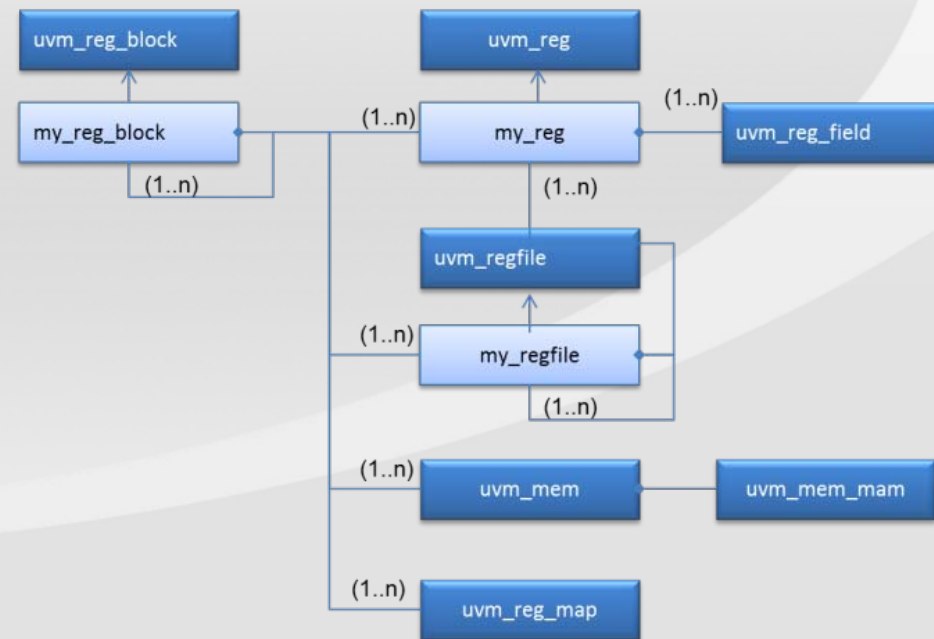 uvm_reg_block
uvm_reg
my_reg_block
(1..n)
my_reg
(1..n)
uvm_reg_field
(1..n)
(1..n)
uvm_regfile
(1..n)
my_regfile
(1..n)
(1..n)
uvm_mem
uvm_mem_mam
(1..n)
uvm_reg_map